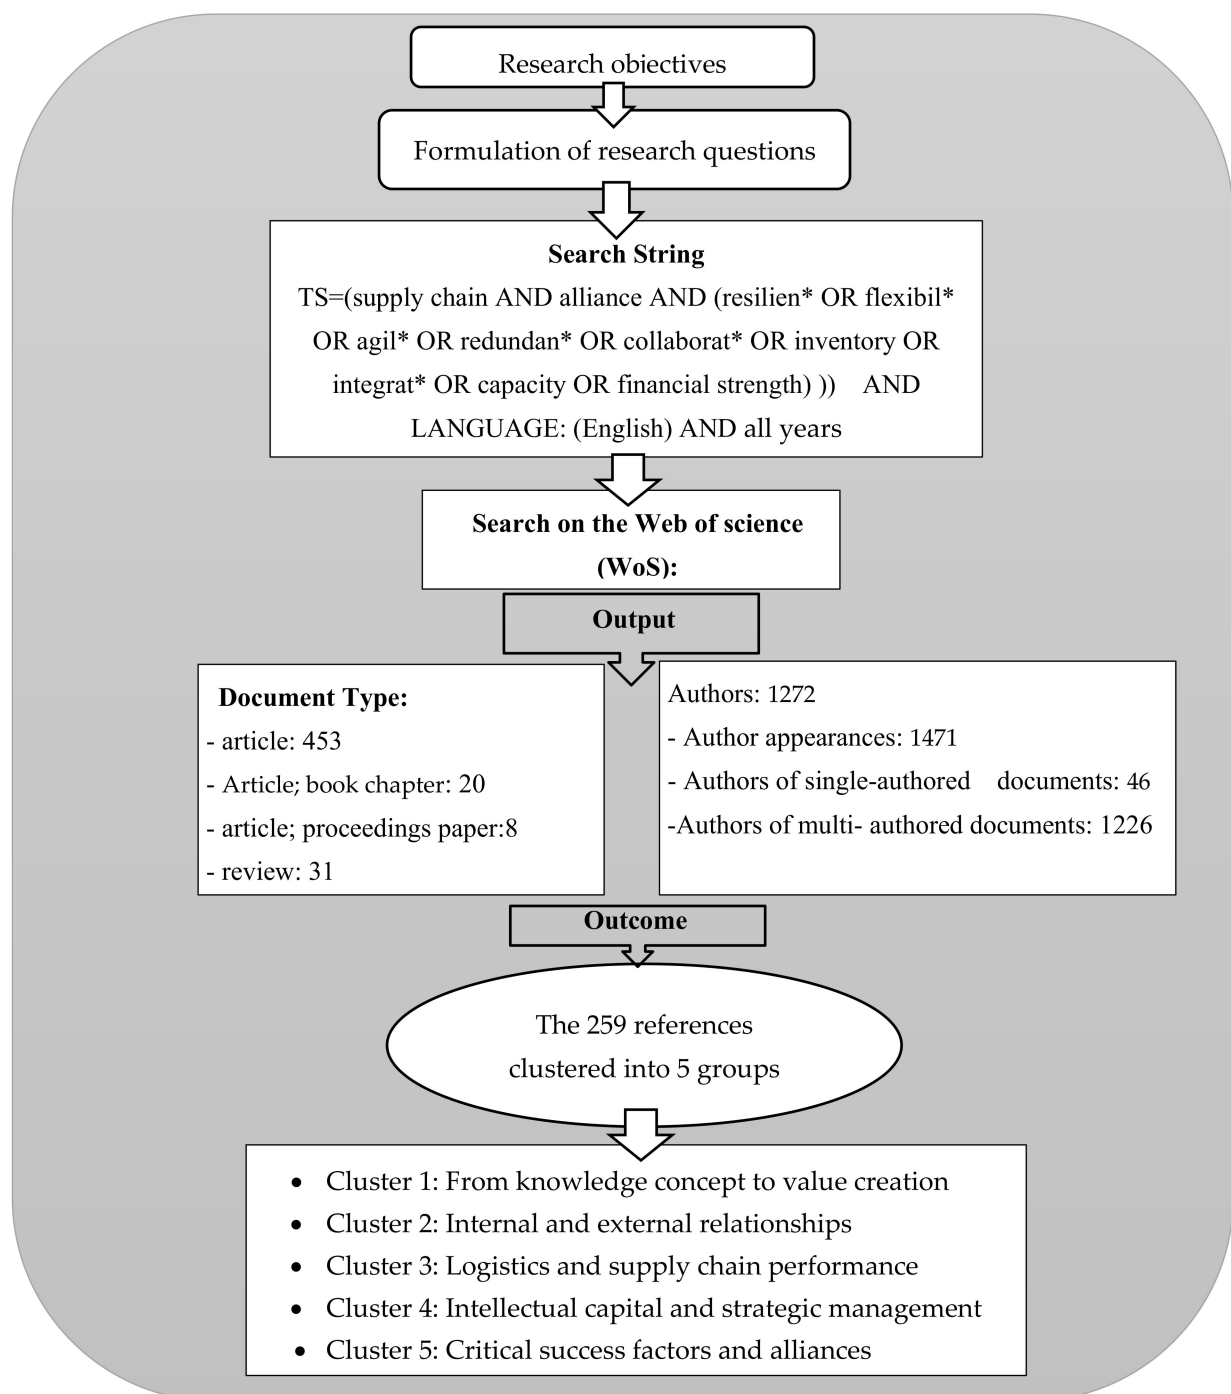 Research obiectives
Formulation of research questions
Search String
TS=(supply chain AND alliance AND (resilien* OR flexibil*
OR agil* OR redundan* OR collaborat* OR inventory OR
integrat* OR capacity OR financial strength) )) AND
LANGUAGE: (English) AND all years
Search on the Web of science
(WoS):
Output
Document Type:
- article: 453
- Article; book chapter: 20
- article; proceedings paper:8
- review: 31
Authors: 1272
- Author appearances: 1471
- Authors of single-authored documents: 46
-Authors of multi- authored documents: 1226
Outcome
The 259 references
clustered into 5 groups
• Cluster 1: From knowledge concept to value creation
• Cluster 2: Internal and external relationships
• Cluster 3: Logistics and supply chain performance
• Cluster 4: Intellectual capital and strategic management
• Cluster 5: Critical success factors and alliances